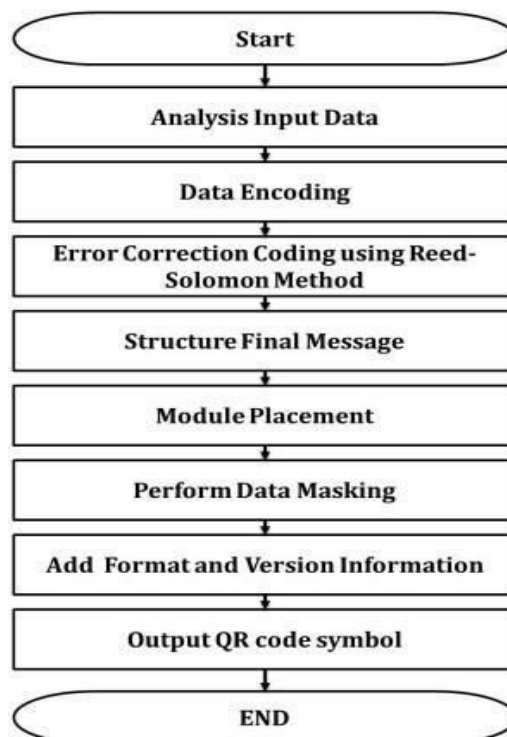 Start
Analysis Input Data
Data Encoding
Error Correction Coding using Reed-
Solomon Method
Structure Final Message
Module Placement
Perform Data Masking
Add Format and Version Information
Output QR code symbol
END